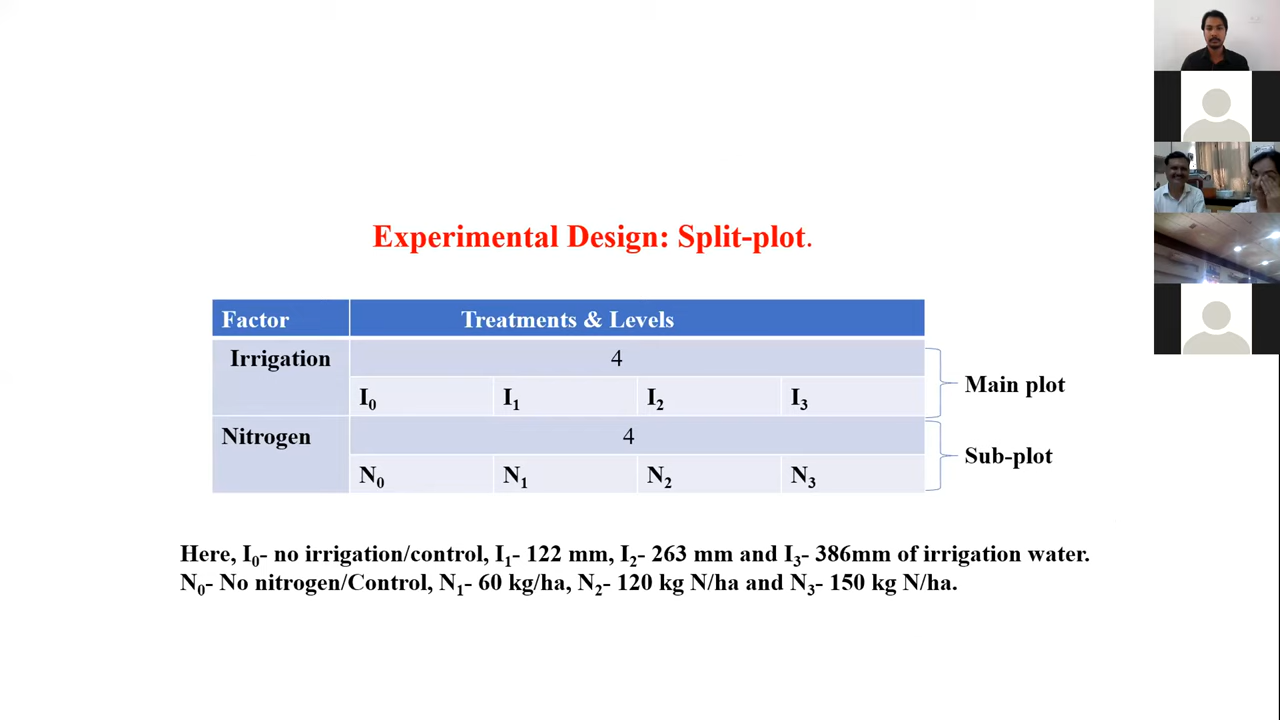 Experimental Design: Split-plot.
Factor Treatments & Levels
Irrigation 4
I₀ I₁ I₂ I₃
Main plot
Nitrogen 4
Sub-plot
N₀ N₁ N₂ N₃
Here, I₀- no irrigation/control, I₁- 122 mm, I₂- 263 mm and I₃- 386mm of irrigation water.
N₀- No nitrogen/Control, N₁- 60 kg/ha, N₂- 120 kg N/ha and N₃- 150 kg N/ha.